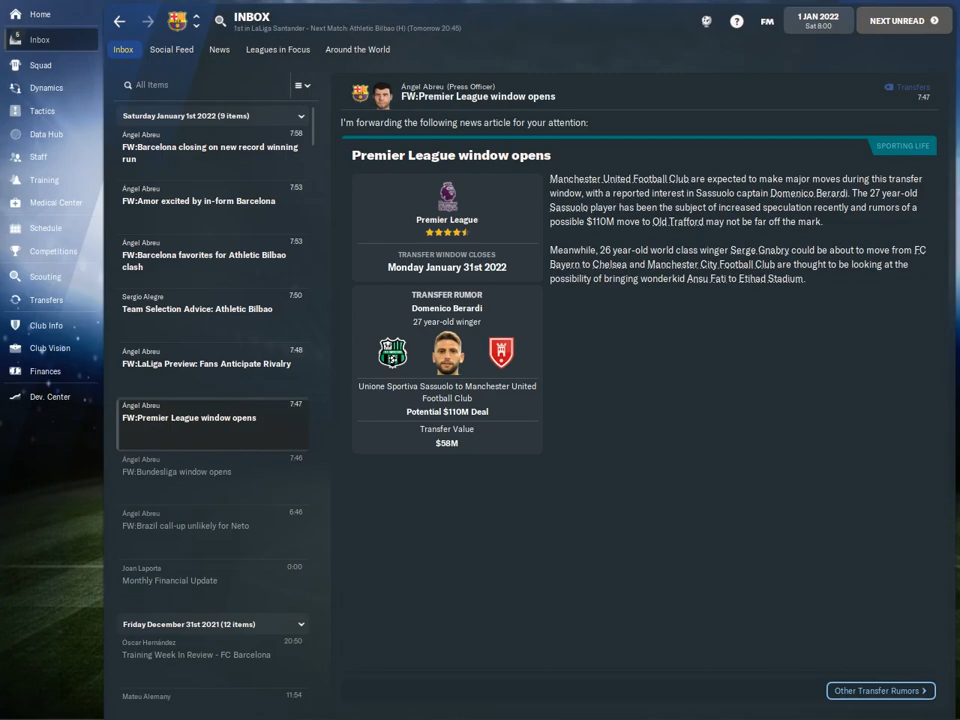 Home
Inbox
Squad
Dynamics
Tactics
Data Hub
Staff
Training
Medical Center
Schedule
Competitions
Scouting
Transfers
Club Info
Club Vision
Finances
Dev. Center
INBOX
1st in LaLiga Santander - Next Match: Athletic Bilbao (H) (Tomorrow 20:45)
?
FM
1 JAN 2022
Sat 8:00
NEXT UNREAD
Inbox
Social Feed
News
Leagues in Focus
Around the World
All Items
Saturday January 1st 2022 (9 items)
Ángel Abreu
7:58
FW:Barcelona closing on new record winning
run
Ángel Abreu
7:53
FW:Amor excited by in-form Barcelona
Ángel Abreu
7:53
FW:Barcelona favorites for Athletic Bilbao
clash
Sergio Alegre
7:50
Team Selection Advice: Athletic Bilbao
Ángel Abreu
7:48
FW:LaLiga Preview: Fans Anticipate Rivalry
Ángel Abreu
7:47
FW:Premier League window opens
Ángel Abreu
7:46
FW:Bundesliga window opens
Ángel Abreu
6:46
FW:Brazil call-up unlikely for Neto
Joan Laporta
0:00
Monthly Financial Update
Friday December 31st 2021 (12 items)
Óscar Hernández
20:50
Training Week In Review - FC Barcelona
Mateu Alemany
11:54
Ángel Abreu (Press Officer)
FW:Premier League window opens
Transfers
7:47
I'm forwarding the following news article for your attention:
SPORTING LIFE
Premier League window opens
Premier League
TRANSFER WINDOW CLOSES
Monday January 31st 2022
TRANSFER RUMOR
Domenico Berardi
27 year-old winger
Unione Sportiva Sassuolo to Manchester United
Football Club
Potential $110M Deal
Transfer Value
$58M
Manchester United Football Club are expected to make major moves during this transfer
window, with a reported interest in Sassuolo captain Domenico Berardi. The 27 year-old
Sassuolo player has been the subject of increased speculation recently and rumors of a
possible $110M move to Old Trafford may not be far off the mark.
Meanwhile, 26 year-old world class winger Serge Gnabry could be about to move from FC
Bayern to Chelsea and Manchester City Football Club are thought to be looking at the
possibility of bringing wonderkid Ansu Fati to Etihad Stadium.
Other Transfer Rumors